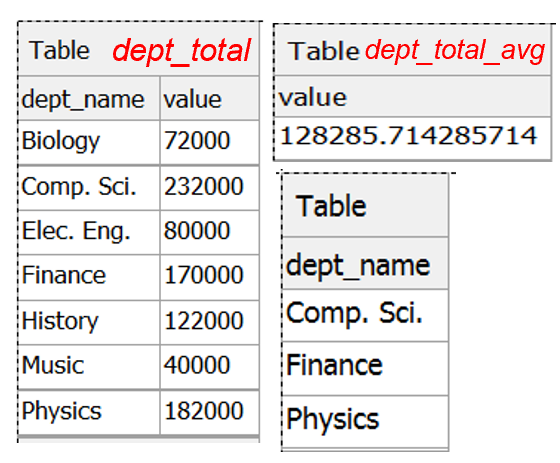 Table dept_total
dept_name value
Biology 72000
Comp. Sci. 232000
Elec. Eng. 80000
Finance 170000
History 122000
Music 40000
Physics 182000
Table dept_total_avg
value
128285.714285714
Table
dept_name
Comp. Sci.
Finance
Physics